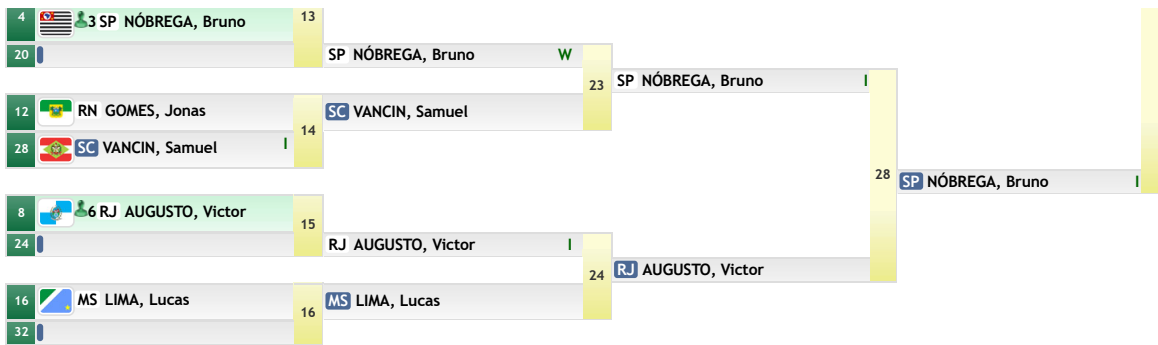 4 3 SP NÓBREGA, Bruno 13
20 SP NÓBREGA, Bruno W
23 SP NÓBREGA, Bruno I
12 RN GOMES, Jonas SC VANCIN, Samuel
14
28 SC VANCIN, Samuel I
28 SP NÓBREGA, Bruno I
8 6 RJ AUGUSTO, Victor 15
24 RJ AUGUSTO, Victor I
24 RJ AUGUSTO, Victor
16 MS LIMA, Lucas 16 MS LIMA, Lucas
32